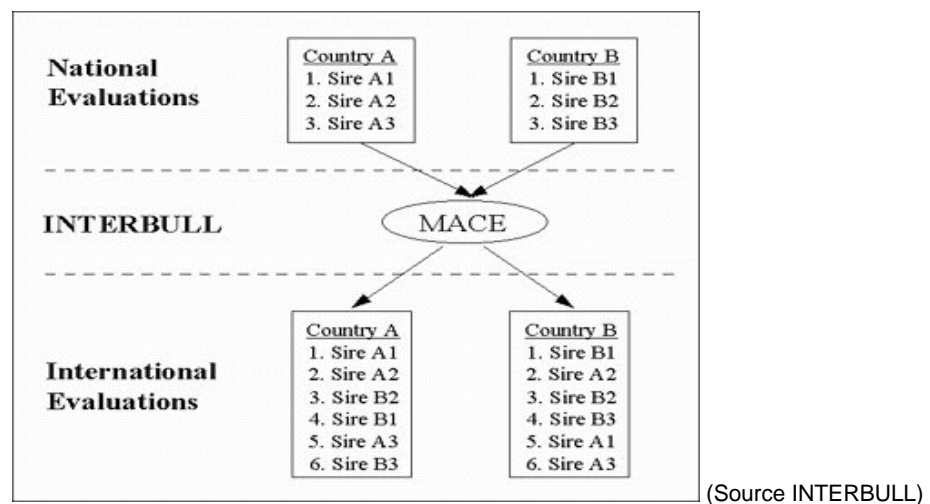 National
Evaluations
Country A
1. Sire A1
2. Sire A2
3. Sire A3
Country B
1. Sire B1
2. Sire B2
3. Sire B3
INTERBULL
MACE
International
Evaluations
Country A
1. Sire A1
2. Sire A2
3. Sire B2
4. Sire B1
5. Sire A3
6. Sire B3
Country B
1. Sire B1
2. Sire A2
3. Sire B2
4. Sire B3
5. Sire A1
6. Sire A3
(Source INTERBULL)